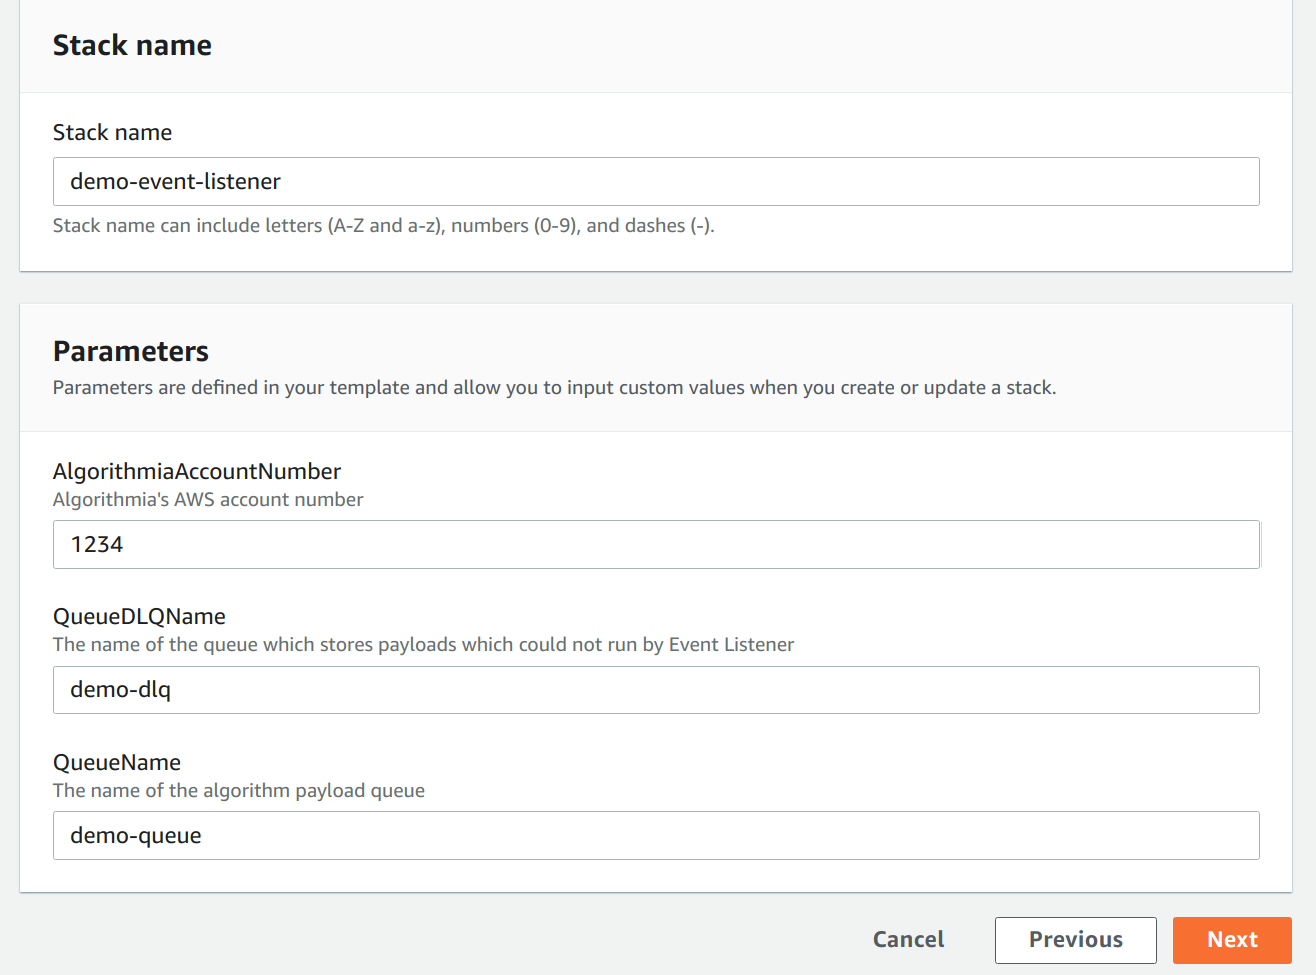 Stack name
Stack name
demo-event-listener
Stack name can include letters (A-Z and a-z), numbers (0-9), and dashes (-).
Parameters
Parameters are defined in your template and allow you to input custom values when you create or update a stack.
AlgorithmiaAccountNumber
Algorithmia's AWS account number
1234
QueueDLQName
The name of the queue which stores payloads which could not run by Event Listener
demo-dlq
QueueName
The name of the algorithm payload queue
demo-queue
Cancel Previous Next